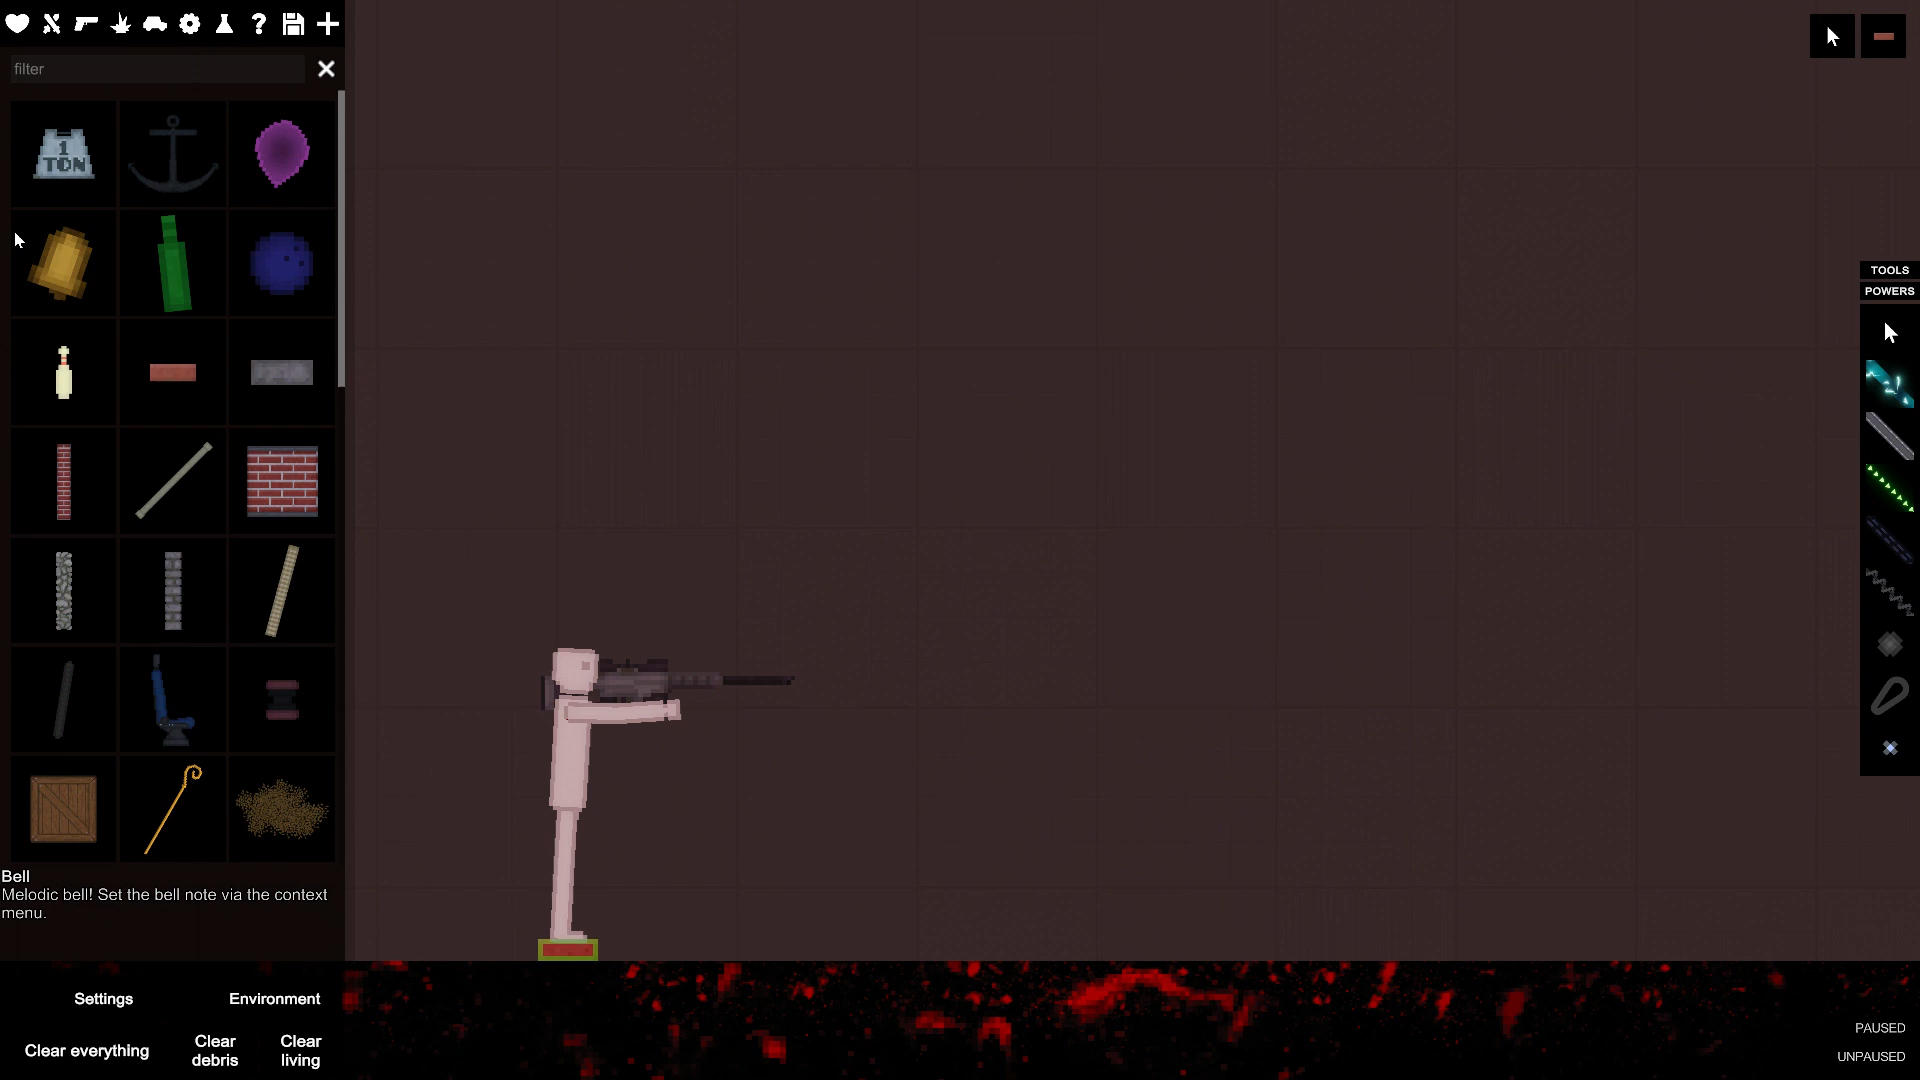 ?
filter
1
TON
TOOLS
POWERS
Bell
Melodic bell! Set the bell note via the context
menu.
Settings
Environment
Clear everything
Clear
debris
Clear
living
PAUSED
UNPAUSED